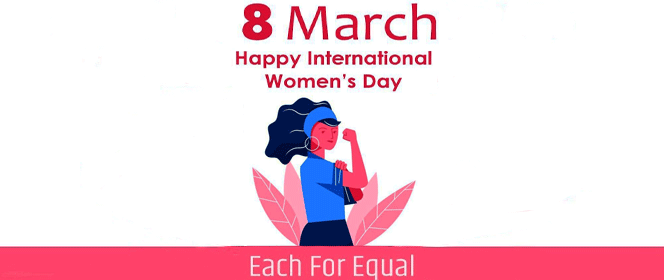 8 March
Happy International
Women's Day
Each For Equal